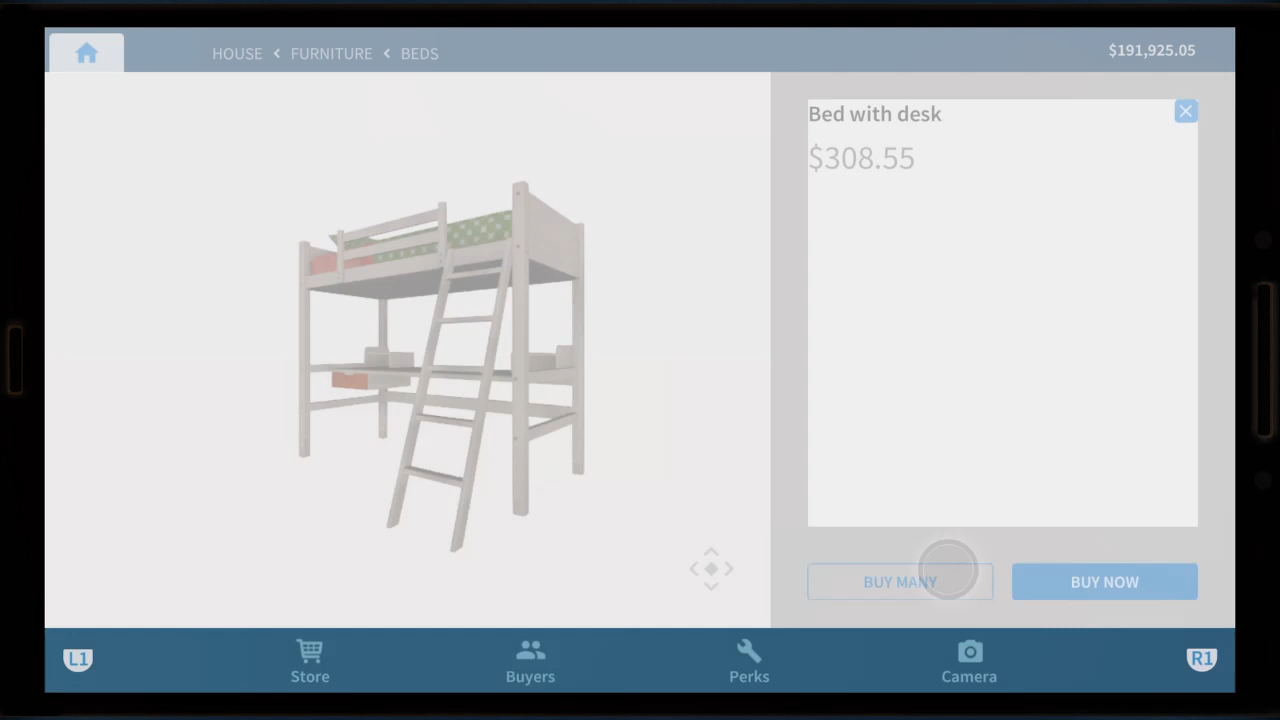 HOUSE < FURNITURE < BEDS
$191,925.05
Bed with desk
$308.55
BUY MANY
BUY NOW
L1
Store
Buyers
Perks
Camera
R1